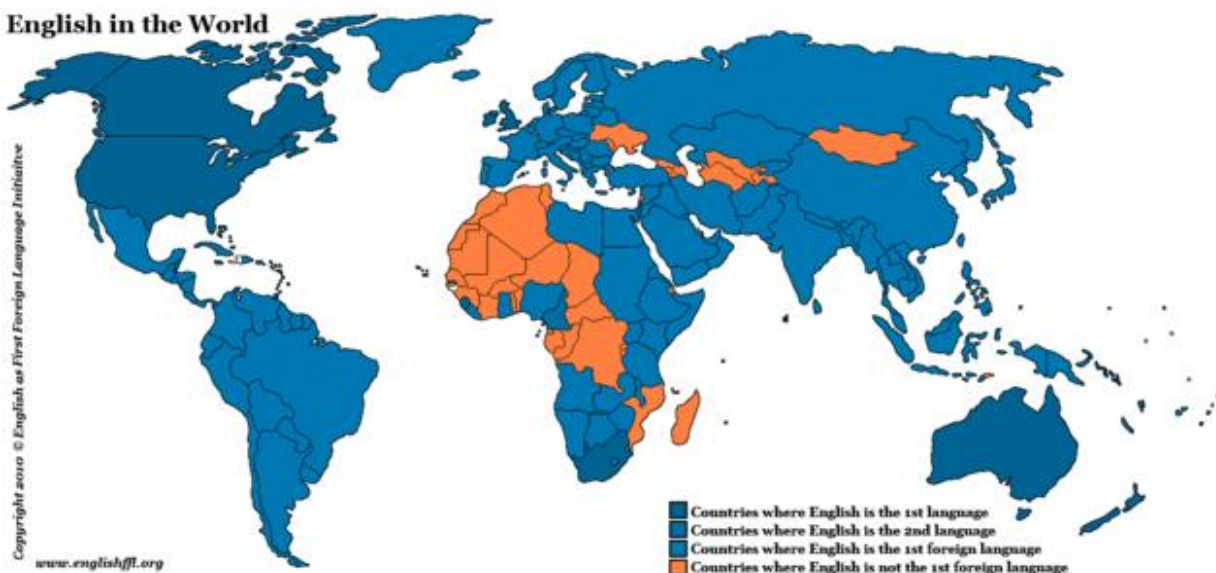 English in the World
Copyright 2010 © English as First Foreign Language Initiaitve
www.englishffl.org
Countries where English is the 1st language
Countries where English is the 2nd language
Countries where English is the 1st foreign language
Countries where English is not the 1st foreign language